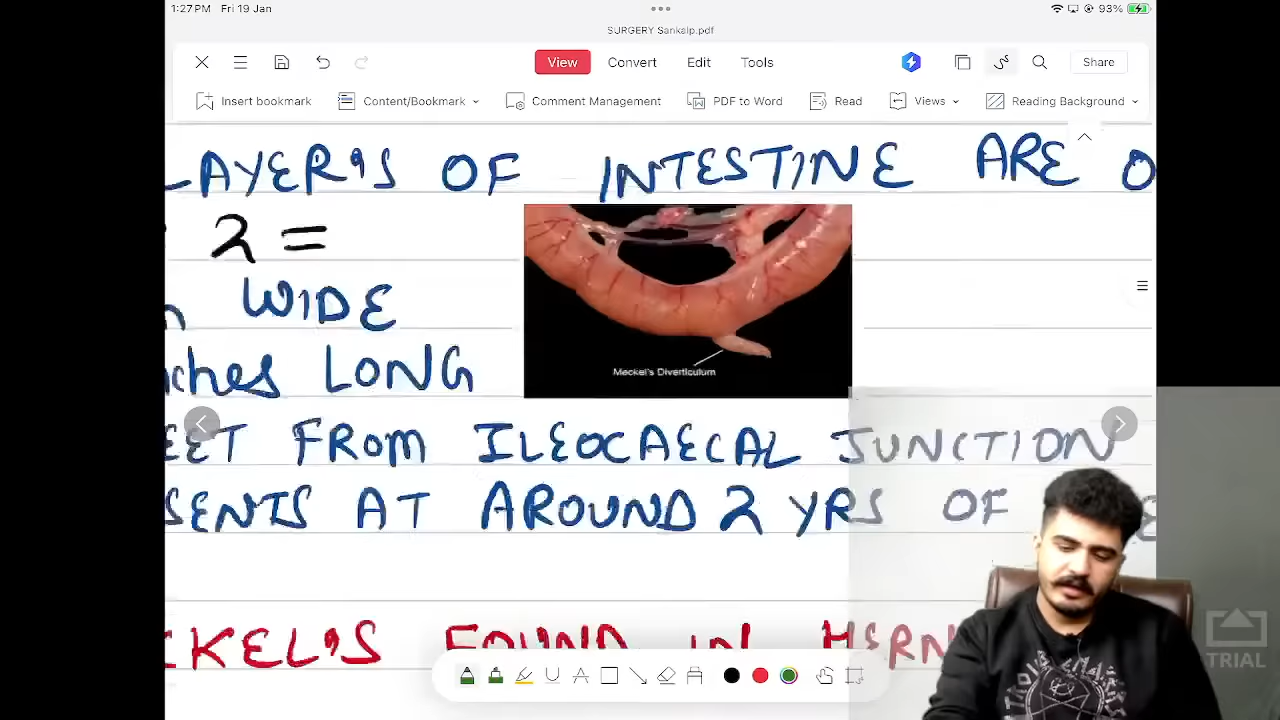 1:27 PM Fri 19 Jan
93%
SURGERY Sankalp.pdf
View Convert Edit Tools
Share
Insert bookmark Content/Bookmark Comment Management PDF to Word Read Views Reading Background
LAYER'S OF INTESTINE ARE O
2 =
WIDE
ches LONG
Meckel's Diverticulum
EET FROM ILEOCAECAL JUNCTION
SENTS AT AROUND 2 YRS OF
KEL'S FOUND IN HERN
TRIAL